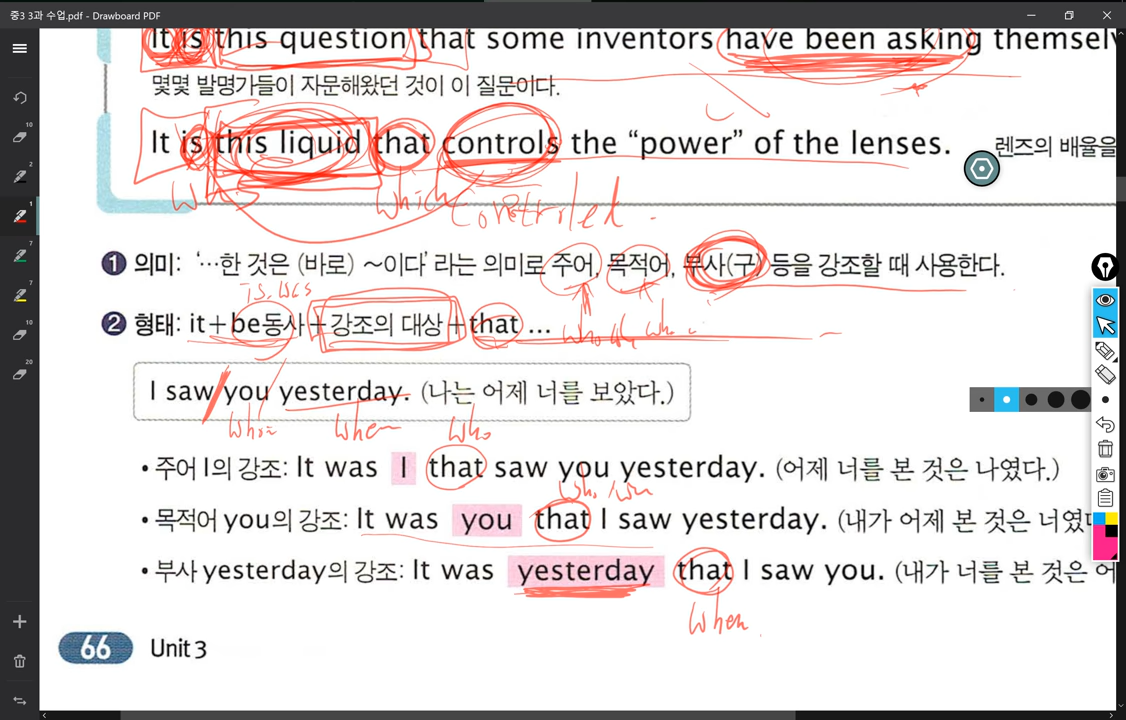 중3 3과 수업.pdf - Drawboard PDF
It is this question that some inventors have been asking themsel
몇몇 발명가들이 자문해왔던 것이 이 질문이다.
It is this liquid that controls the “power” of the lenses. 렌즈의 배율을
was which controlled.
❶ 의미: ‘…한 것은 (바로) ~이다’ 라는 의미로 주어, 목적어, 부사(구) 등을 강조할 때 사용한다.
is, was
❷ 형태: it+be동사+강조의 대상+that …
I saw you yesterday. (나는 어제 너를 보았다.)
when who
• 주어 I의 강조: It was I that saw you yesterday. (어제 너를 본 것은 나였다.)
• 목적어 you의 강조: It was you that I saw yesterday. (내가 어제 본 것은 너였
• 부사 yesterday의 강조: It was yesterday that I saw you. (내가 너를 본 것은 어
when
66 Unit 3
10
2
1
7
7
10
20